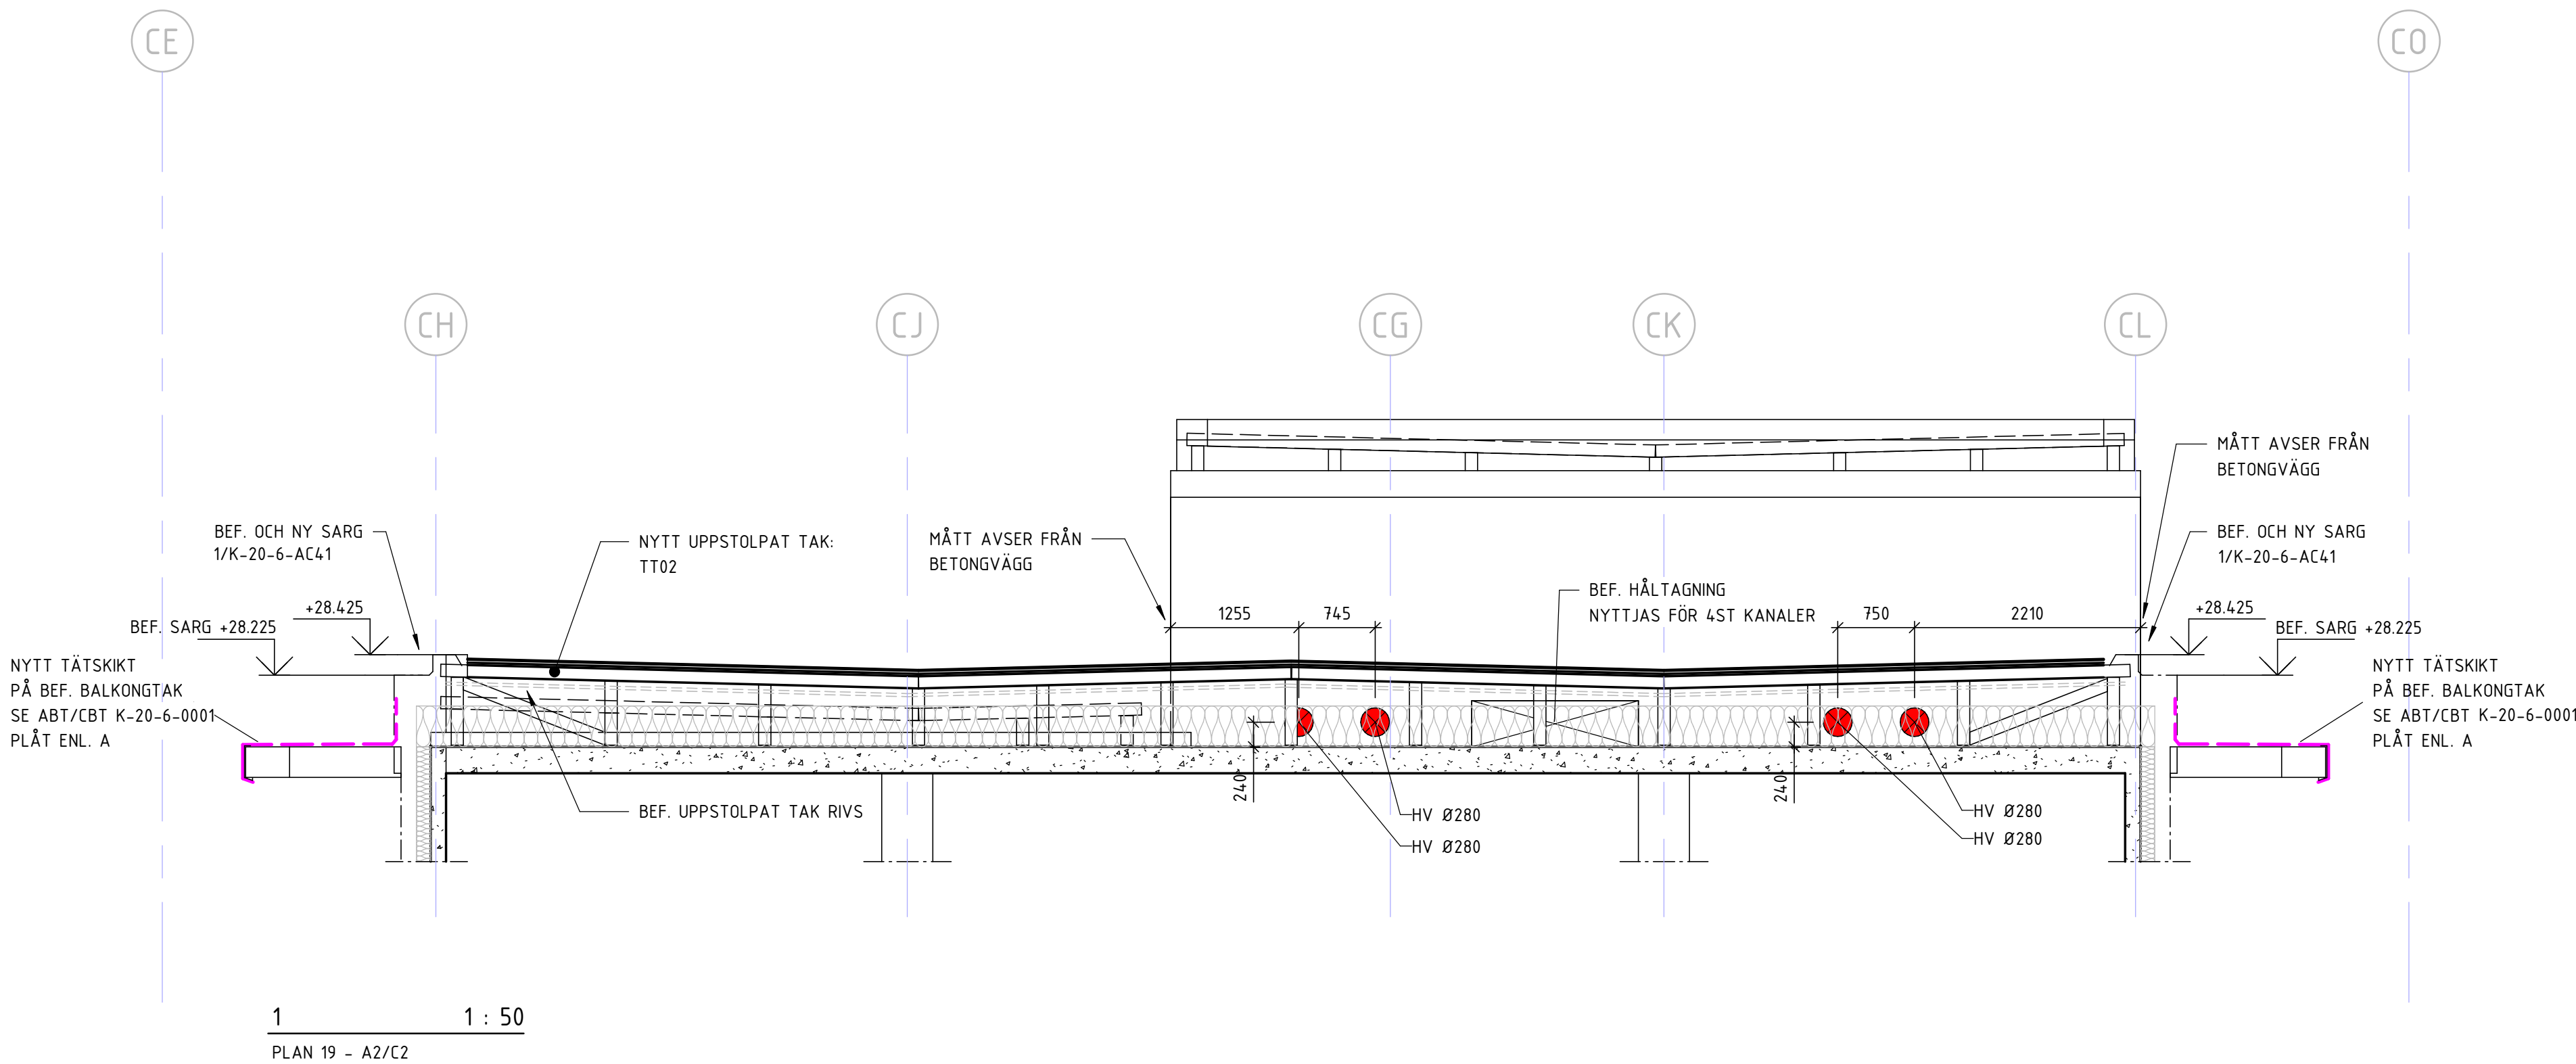 CE
CO
CH
CJ
CG
CK
CL
MÅTT AVSER FRÅN
BETONGVÄGG
BEF. OCH NY SARG
1/K-20-6-AC41
NYTT UPPSTOLPAT TAK:
TT02
MÅTT AVSER FRÅN
BETONGVÄGG
BEF. OCH NY SARG
1/K-20-6-AC41
BEF. HÅLTAGNING
NYTTJAS FÖR 4ST KANALER
+28.425
BEF. SARG +28.225
1255
745
750
2210
+28.425
BEF. SARG +28.225
NYTT TÄTSKIKT
PÅ BEF. BALKONGTAK
SE ABT/CBT K-20-6-0001
PLÅT ENL. A
NYTT TÄTSKIKT
PÅ BEF. BALKONGTAK
SE ABT/CBT K-20-6-0001
PLÅT ENL. A
240
240
BEF. UPPSTOLPAT TAK RIVS
HV Ø280
HV Ø280
HV Ø280
HV Ø280
1 1 : 50
PLAN 19 - A2/C2